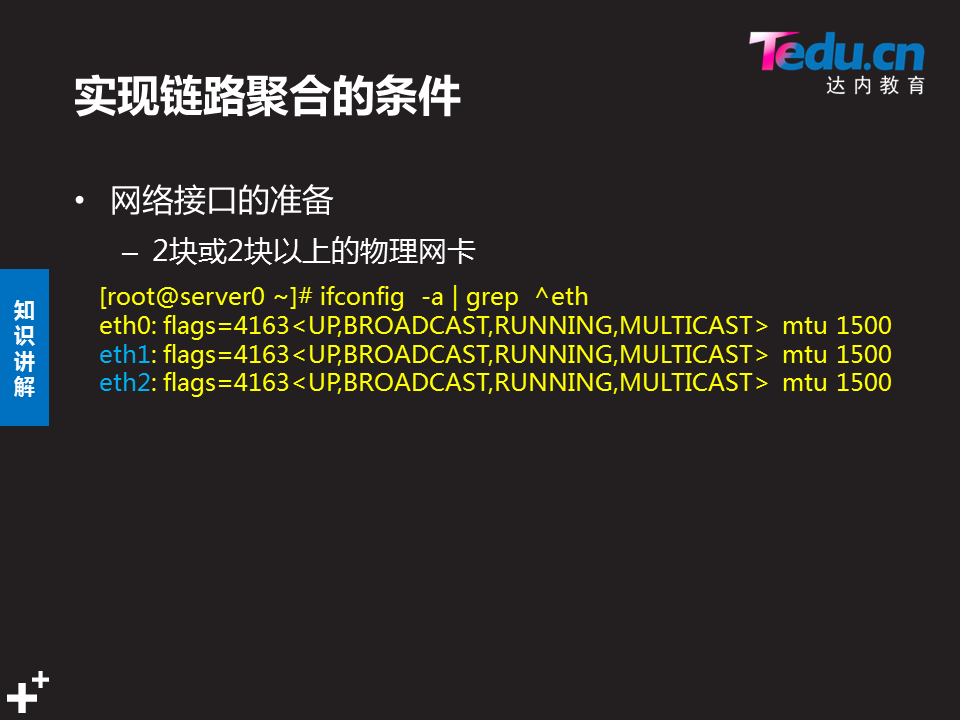 Tedu.cn
达内教育
实现链路聚合的条件
• 网络接口的准备
– 2块或2块以上的物理网卡
[root@server0 ~]# ifconfig -a | grep ^eth
eth0: flags=4163<UP,BROADCAST,RUNNING,MULTICAST> mtu 1500
eth1: flags=4163<UP,BROADCAST,RUNNING,MULTICAST> mtu 1500
eth2: flags=4163<UP,BROADCAST,RUNNING,MULTICAST> mtu 1500
知
识
讲
解